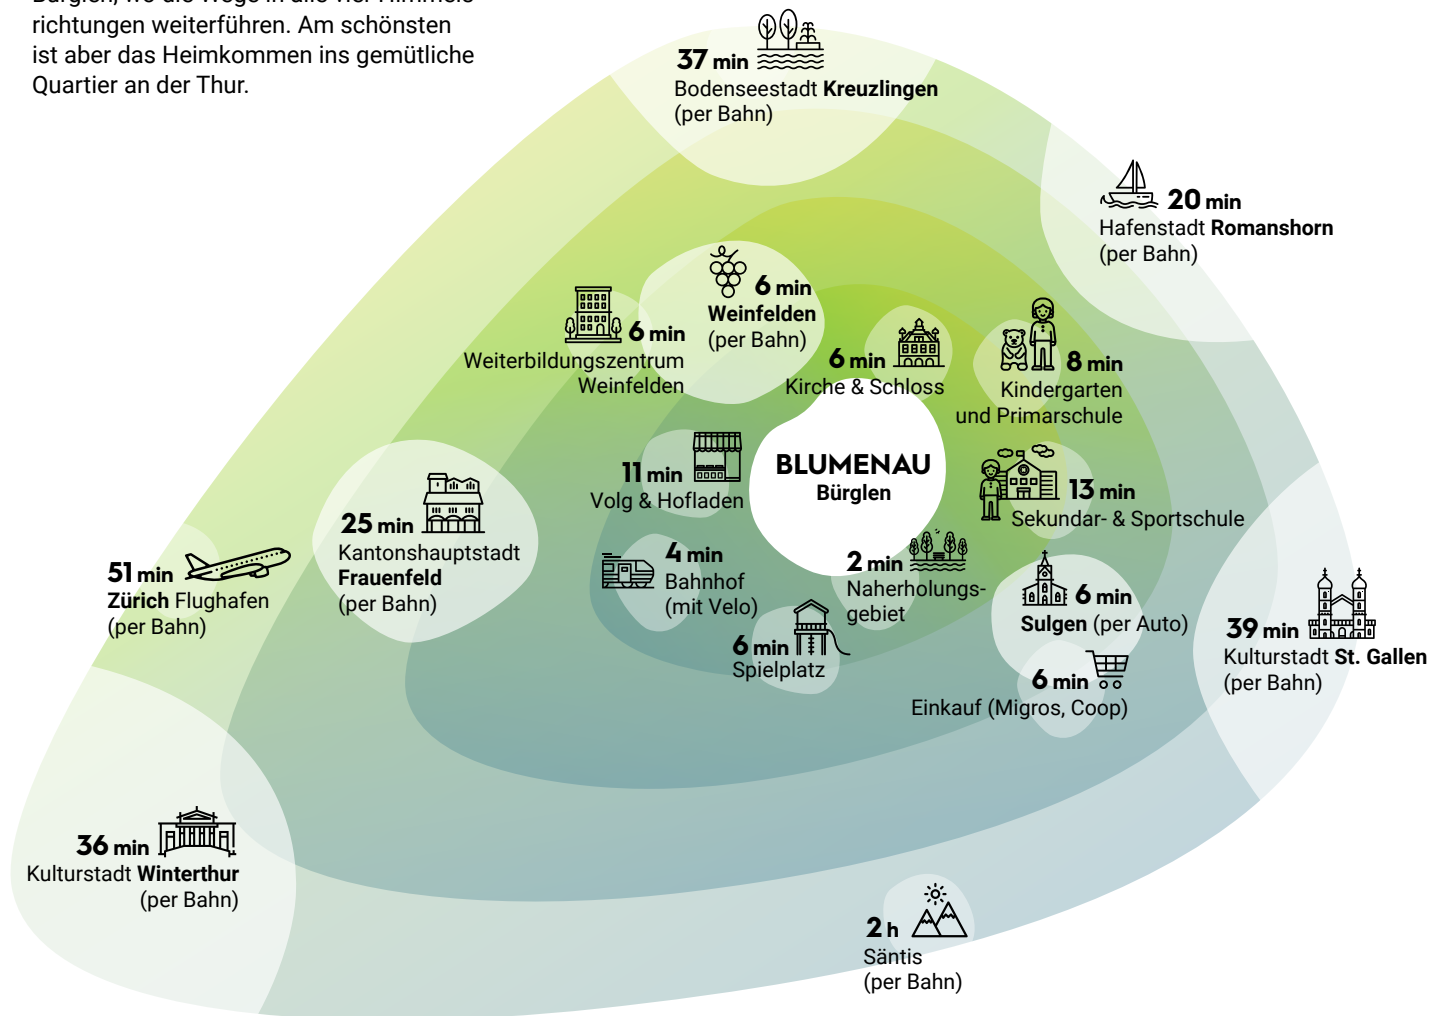 richtungen weiterführen. Am schönsten
ist aber das Heimkommen ins gemütliche
Quartier an der Thur.
37 min
Bodenseestadt Kreuzlingen
(per Bahn)
20 min
Hafenstadt Romanshorn
(per Bahn)
6 min
Weinfelden
(per Bahn)
6 min
Weiterbildungszentrum
Weinfelden
6 min
Kirche & Schloss
8 min
Kindergarten
und Primarschule
BLUMENAU
Bürglen
11 min
Volg & Hofladen
13 min
Sekundar- & Sportschule
25 min
Kantonshauptstadt
Frauenfeld
(per Bahn)
4 min
Bahnhof
(mit Velo)
2 min
Naherholungs-
gebiet
51 min
Zürich Flughafen
(per Bahn)
6 min
Sulgen (per Auto)
39 min
Kulturstadt St. Gallen
(per Bahn)
6 min
Spielplatz
6 min
Einkauf (Migros, Coop)
36 min
Kulturstadt Winterthur
(per Bahn)
2 h
Säntis
(per Bahn)